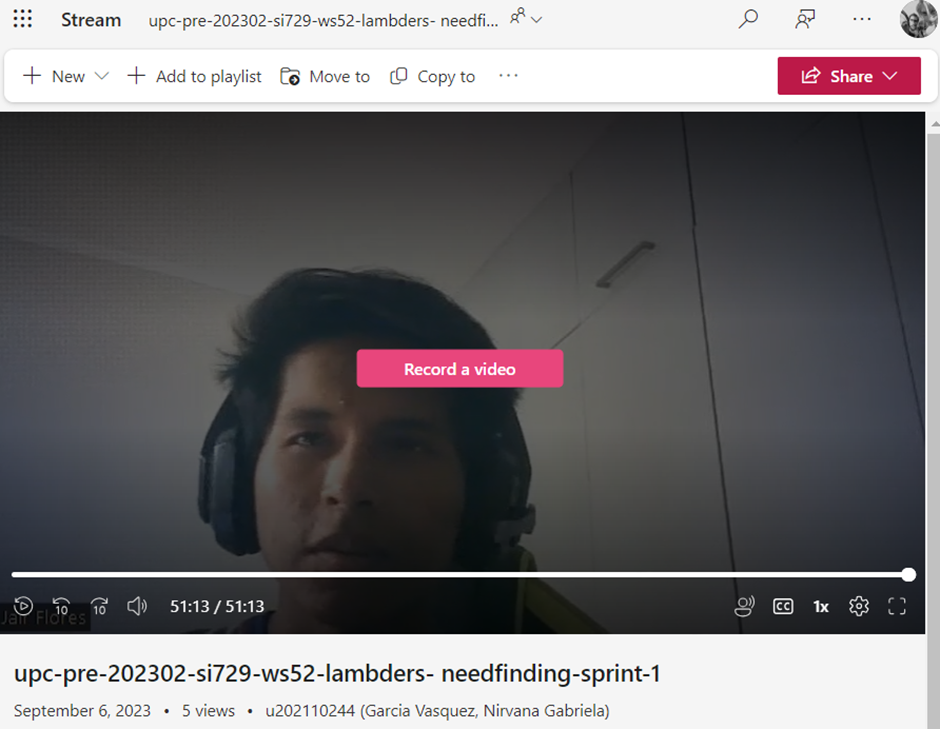 Stream upc-pre-202302-si729-ws52-lambders- needfi...
New Add to playlist Move to Copy to ... Share
Record a video
10 10 51:13 / 51:13 CC 1x
Jair Flores
upc-pre-202302-si729-ws52-lambders- needfinding-sprint-1
September 6, 2023 • 5 views • u202110244 (Garcia Vasquez, Nirvana Gabriela)